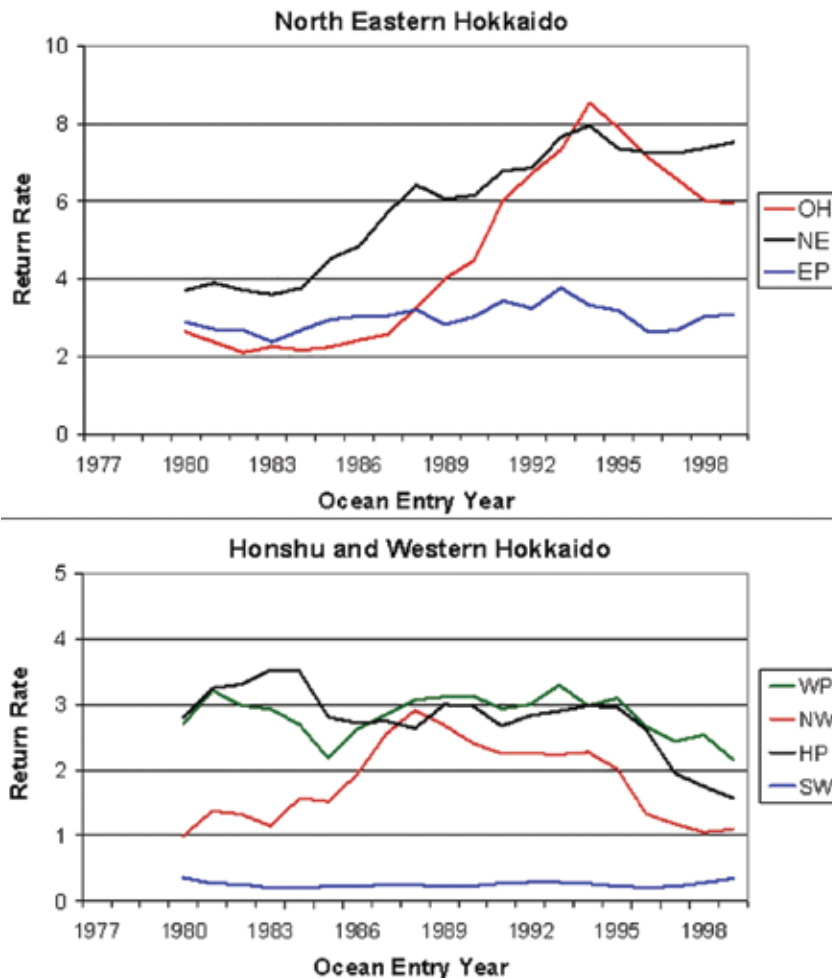 North Eastern Hokkaido
10
8
6
4
2
0
Return Rate
1977 1980 1983 1986 1989 1992 1995 1998
Ocean Entry Year
OH
NE
EP
Honshu and Western Hokkaido
5
4
3
2
1
0
Return Rate
1977 1980 1983 1986 1989 1992 1995 1998
Ocean Entry Year
WP
NW
HP
SW